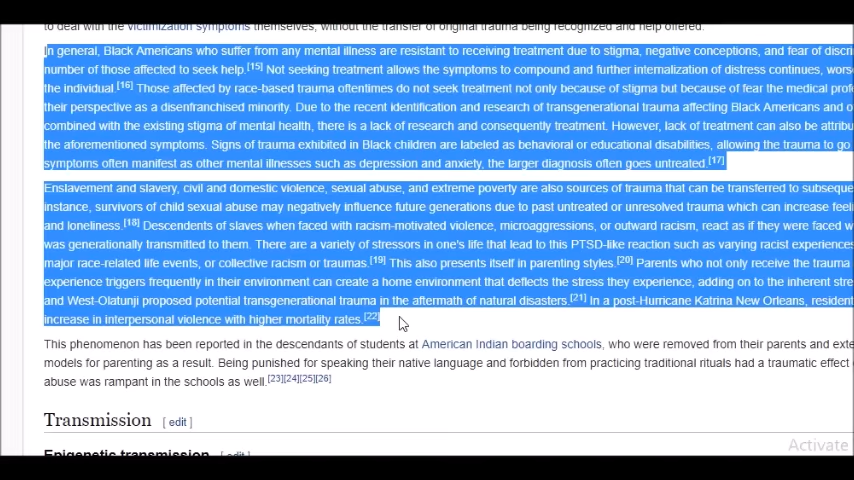 to deal with the victimization symptoms themselves, without the transfer of original trauma being recognized and help offered.
In general, Black Americans who suffer from any mental illness are resistant to receiving treatment due to stigma, negative conceptions, and fear of discri
number of those affected to seek help.[15] Not seeking treatment allows the symptoms to compound and further internalization of distress continues, wors
the individual.[16] Those affected by race-based trauma oftentimes do not seek treatment not only because of stigma but because of fear the medical prof
their perspective as a disenfranchised minority. Due to the recent identification and research of transgenerational trauma affecting Black Americans and o
combined with the existing stigma of mental health, there is a lack of research and consequently treatment. However, lack of treatment can also be attribu
the aforementioned symptoms. Signs of trauma exhibited in Black children are labeled as behavioral or educational disabilities, allowing the trauma to go
symptoms often manifest as other mental illnesses such as depression and anxiety, the larger diagnosis often goes untreated.[17]
Enslavement and slavery, civil and domestic violence, sexual abuse, and extreme poverty are also sources of trauma that can be transferred to subseque
instance, survivors of child sexual abuse may negatively influence future generations due to past untreated or unresolved trauma which can increase feeli
and loneliness.[18] Descendents of slaves when faced with racism-motivated violence, microaggressions, or outward racism, react as if they were faced w
was generationally transmitted to them. There are a variety of stressors in one's life that lead to this PTSD-like reaction such as varying racist experiences
major race-related life events, or collective racism or traumas.[19] This also presents itself in parenting styles.[20] Parents who not only receive the trauma
experience triggers frequently in their environment can create a home environment that deflects the stress they experience, adding on to the inherent stre
and West-Olatunji proposed potential transgenerational trauma in the aftermath of natural disasters.[21] In a post-Hurricane Katrina New Orleans, resident
increase in interpersonal violence with higher mortality rates.[22]
This phenomenon has been reported in the descendants of students at American Indian boarding schools, who were removed from their parents and exte
models for parenting as a result. Being punished for speaking their native language and forbidden from practicing traditional rituals had a traumatic effect
abuse was rampant in the schools as well.[23][24][25][26]
Transmission [ edit ]
Activate
Epigenetic transmission [ edit ]